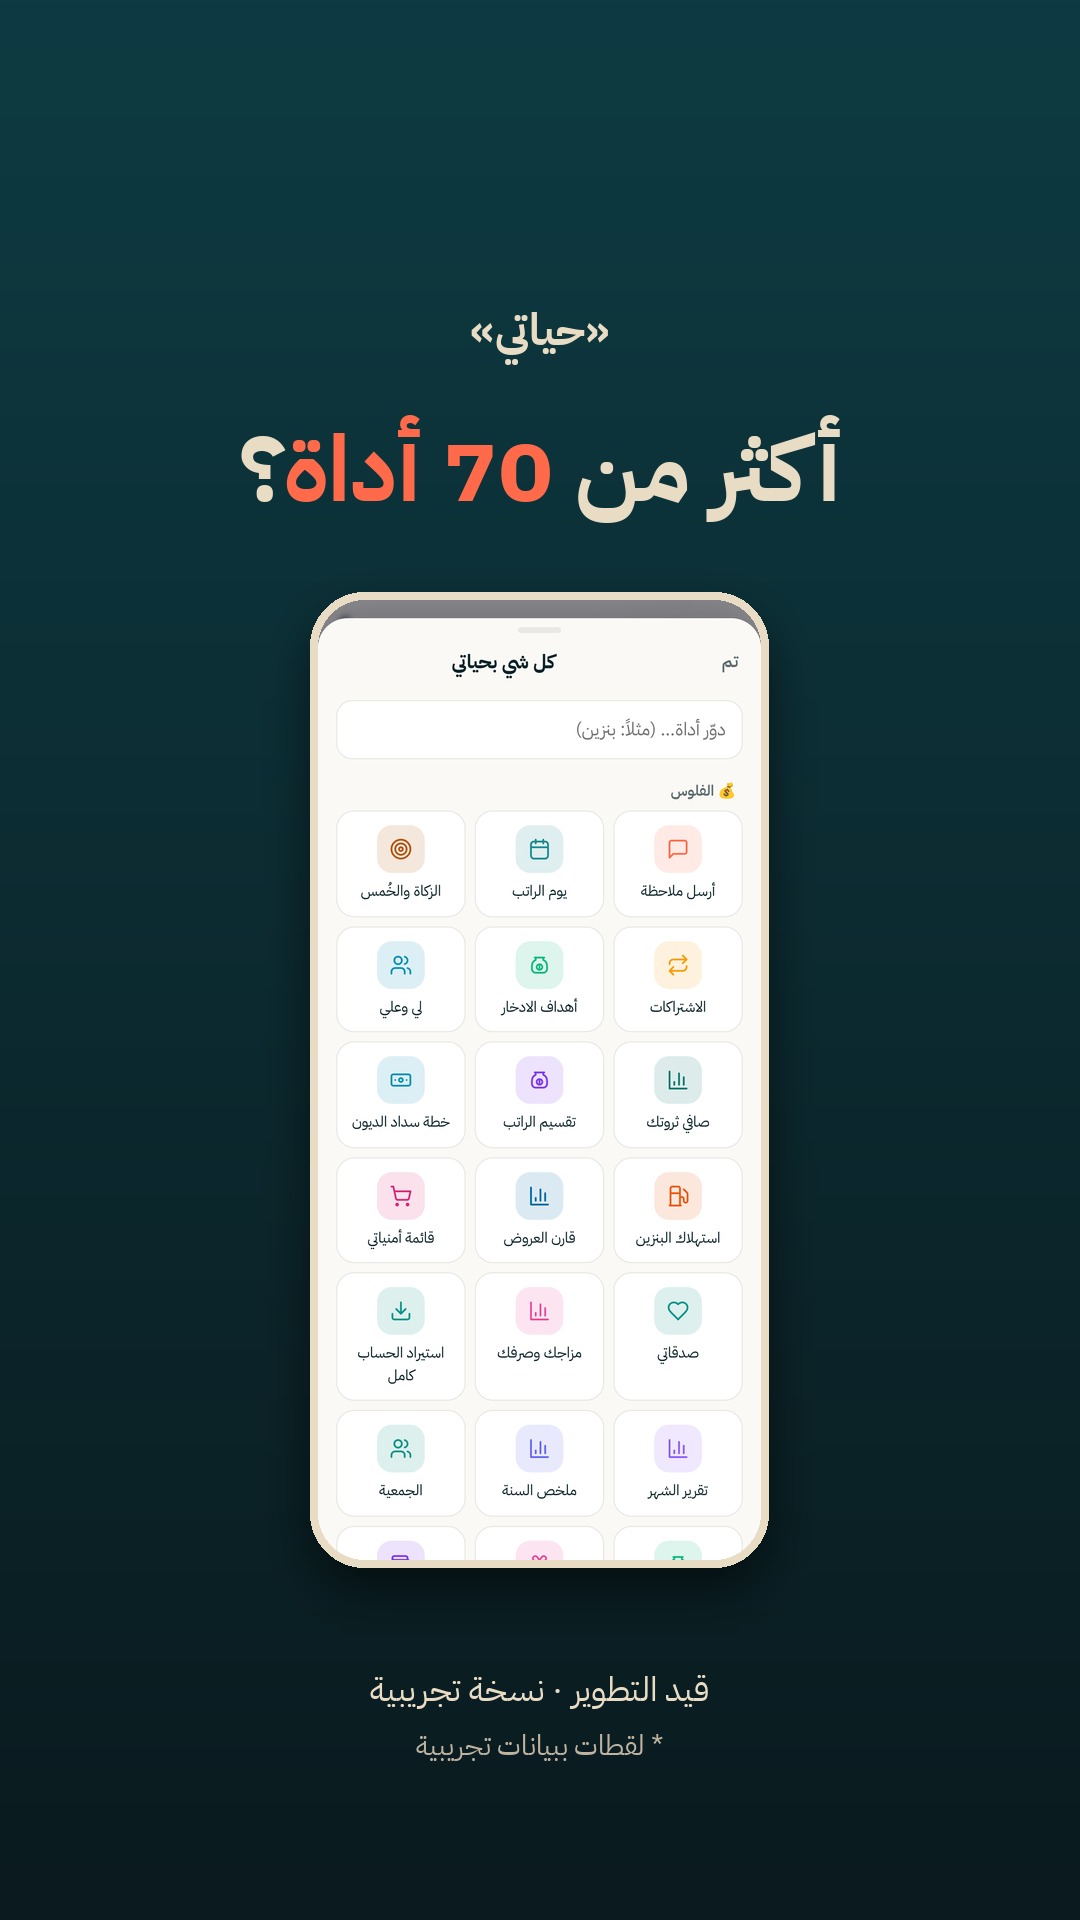 «حياتي»
أكثر من 70 أداة؟
تم
كل شي بحياتي
دوّر أداة... (مثلاً: بنزين)
💰 الفلوس
أرسل ملاحظة
يوم الراتب
الزكاة والخُمس
الاشتراكات
أهداف الادخار
لي وعلي
صافي ثروتك
تقسيم الراتب
خطة سداد الديون
استهلاك البنزين
قارن العروض
قائمة أمنياتي
صدقاتي
مزاجك وصرفك
استيراد الحساب
كامل
تقرير الشهر
ملخص السنة
الجمعية
قيد التطوير · نسخة تجريبية
* لقطات ببيانات تجريبية